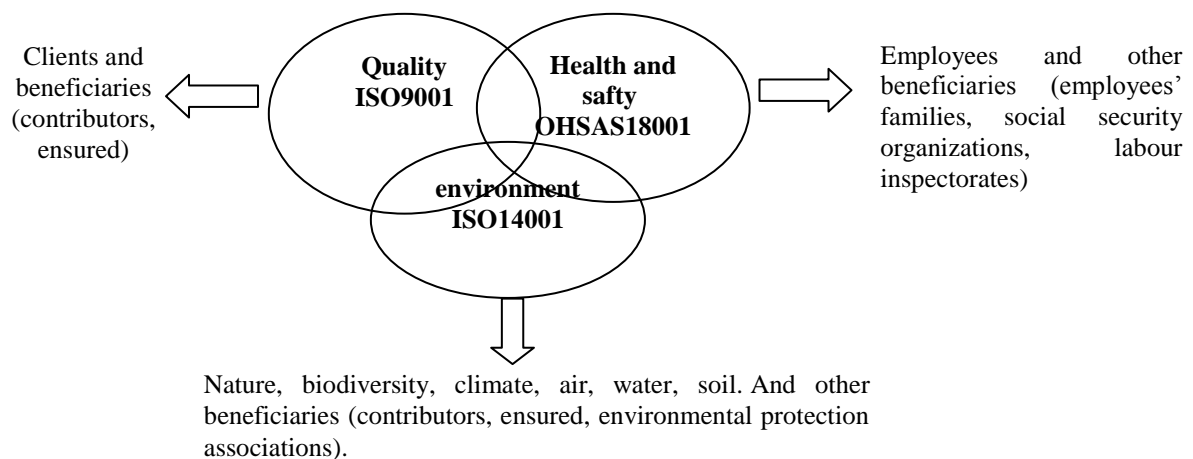 Clients and
beneficiaries
(contributors,
ensured)
Quality
ISO9001
Health and
safty
OHSAS18001
environment
ISO14001
Employees and other
beneficiaries (employees’
families, social security
organizations, labour
inspectorates)
Nature, biodiversity, climate, air, water, soil. And other
beneficiaries (contributors, ensured, environmental protection
associations).